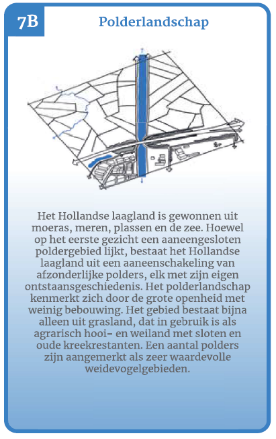 7B
Polderlandschap
Het Hollandse laagland is gewonnen uit
moeras, meren, plassen en de zee. Hoewel
op het eerste gezicht een aaneengesloten
poldergebied lijkt, bestaat het Hollandse
laagland uit een aaneenschakeling van
afzonderlijke polders, elk met zijn eigen
ontstaansgeschiedenis. Het polderlandschap
kenmerkt zich door de grote openheid met
weinig bebouwing. Het gebied bestaat bijna
alleen uit grasland, dat in gebruik is als
agrarisch hooi- en weiland met sloten en
oude kreekrestanten. Een aantal polders
zijn aangemerkt als zeer waardevolle
weidevogelgebieden.